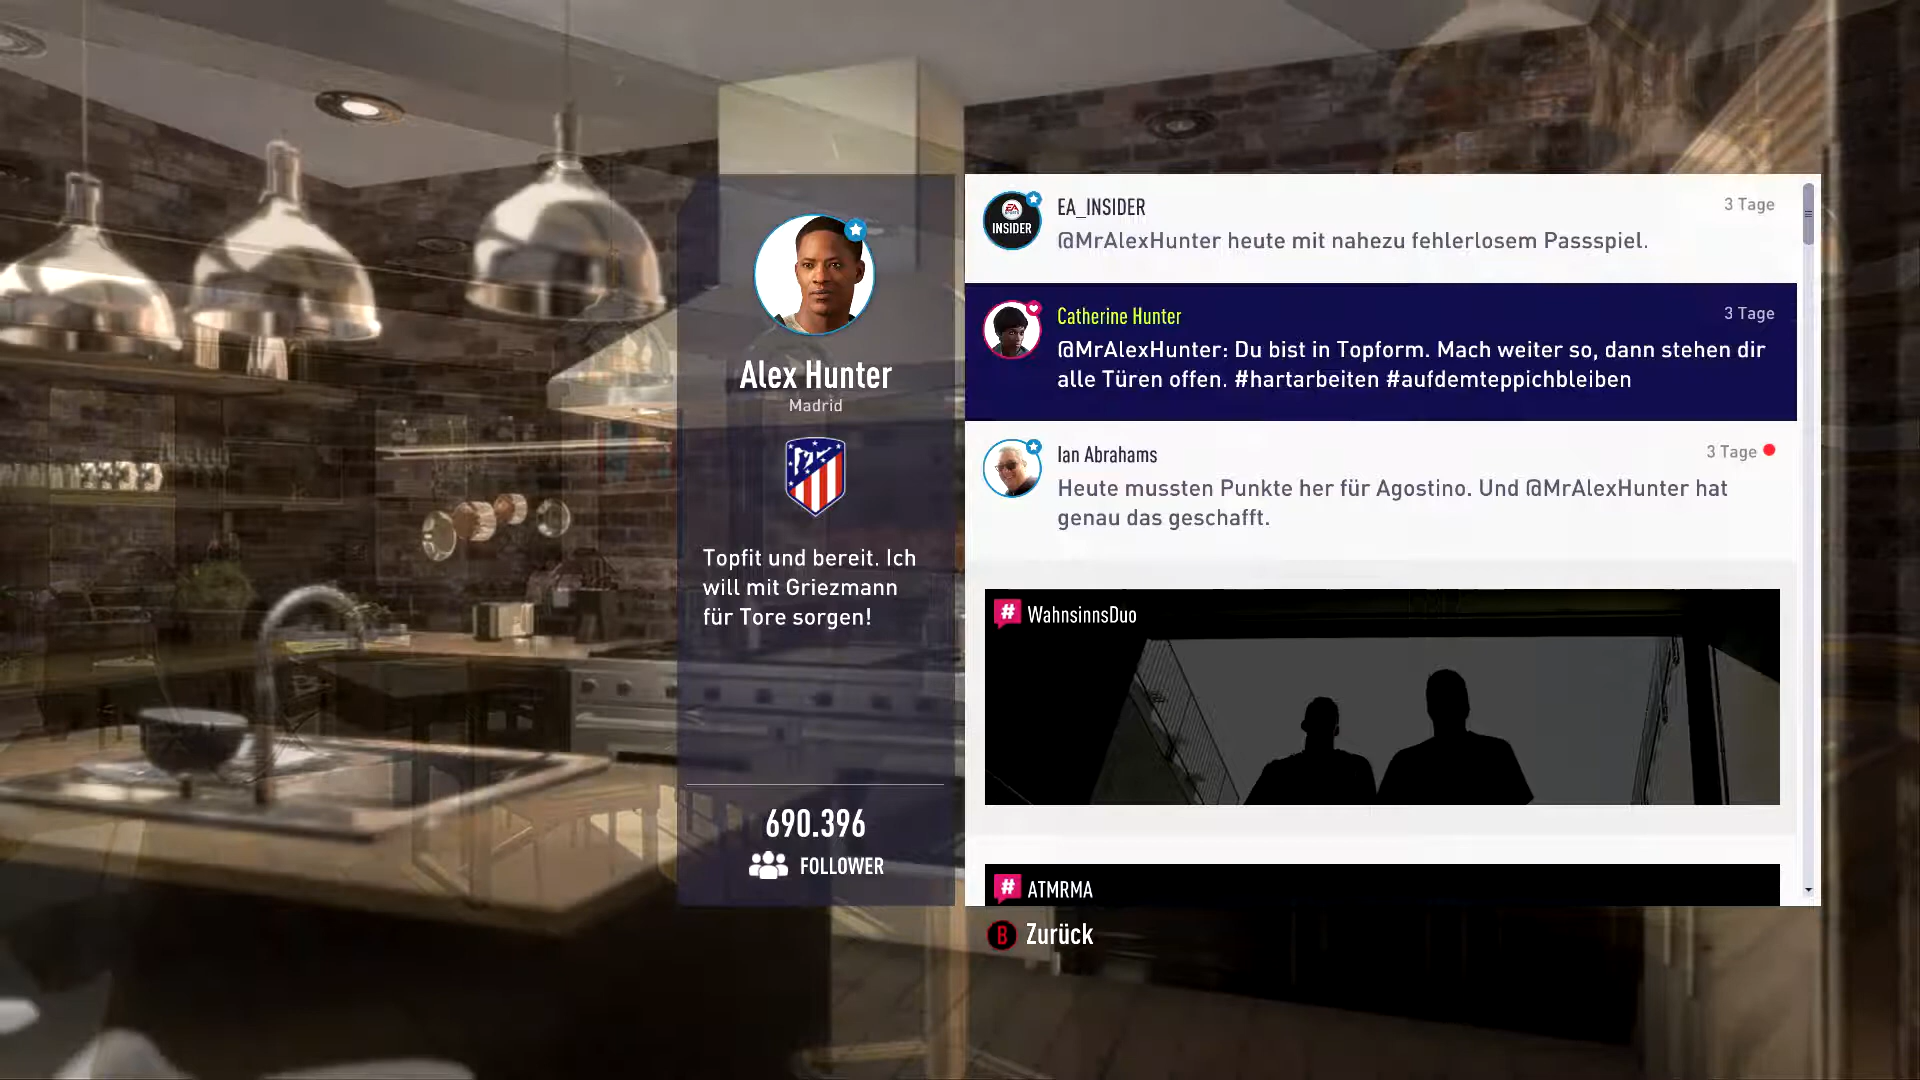 Alex Hunter
Madrid
Topfit und bereit. Ich
will mit Griezmann
für Tore sorgen!
690.396
FOLLOWER
EA
INSIDER
EA_INSIDER
3 Tage
@MrAlexHunter heute mit nahezu fehlerlosem Passspiel.
Catherine Hunter
3 Tage
@MrAlexHunter: Du bist in Topform. Mach weiter so, dann stehen dir
alle Türen offen. #hartarbeiten #aufdemteppichbleiben
Ian Abrahams
3 Tage
Heute mussten Punkte her für Agostino. Und @MrAlexHunter hat
genau das geschafft.
# WahnsinnsDuo
# ATMRMA
B Zurück